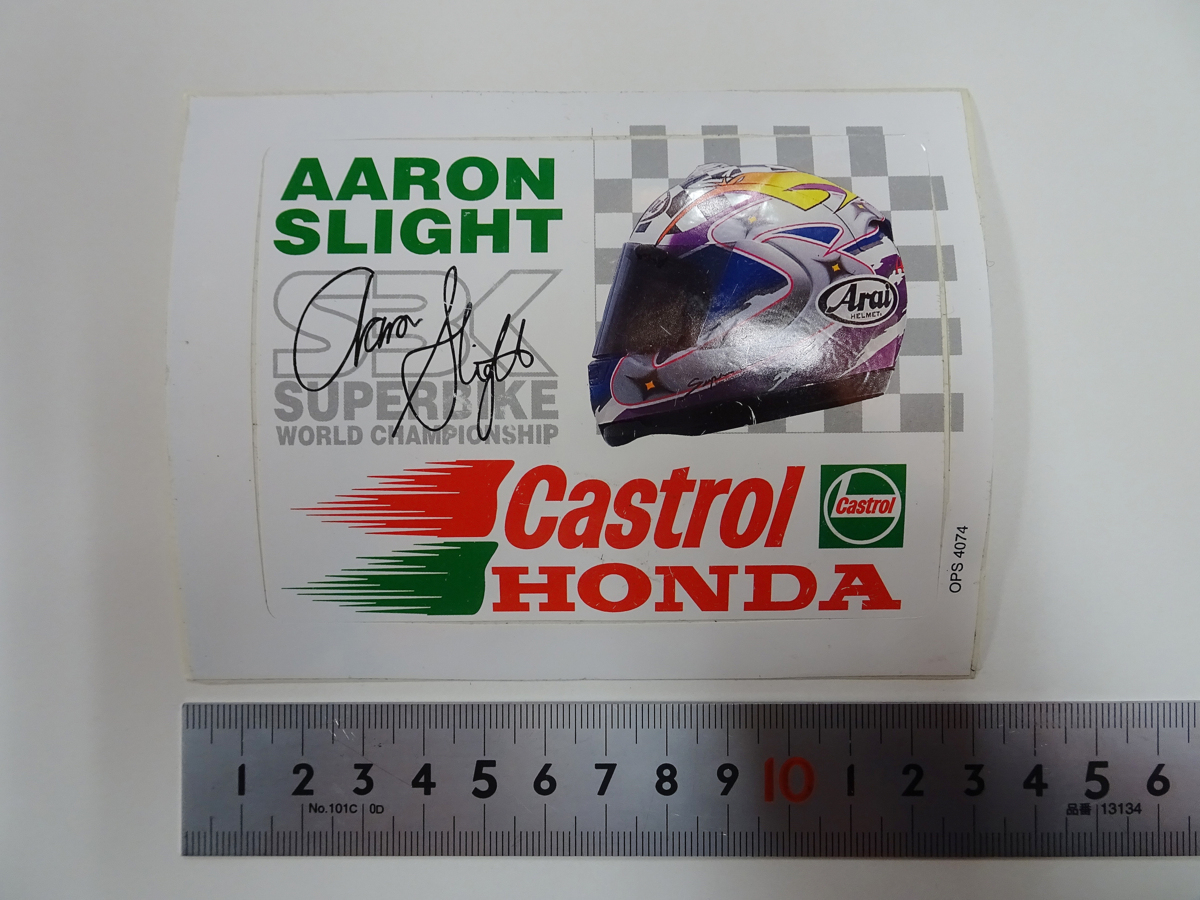 AARON
SLIGHT
SBK
Aaron Slight
SUPERBIKE
WORLD CHAMPIONSHIP
Arai
HELMET
Castrol
Castrol
HONDA
OPS 4074
1 2 3 4 5 6 7 8 9 10 1 2 3 4 5 6
No.101C 0D
品番 13134